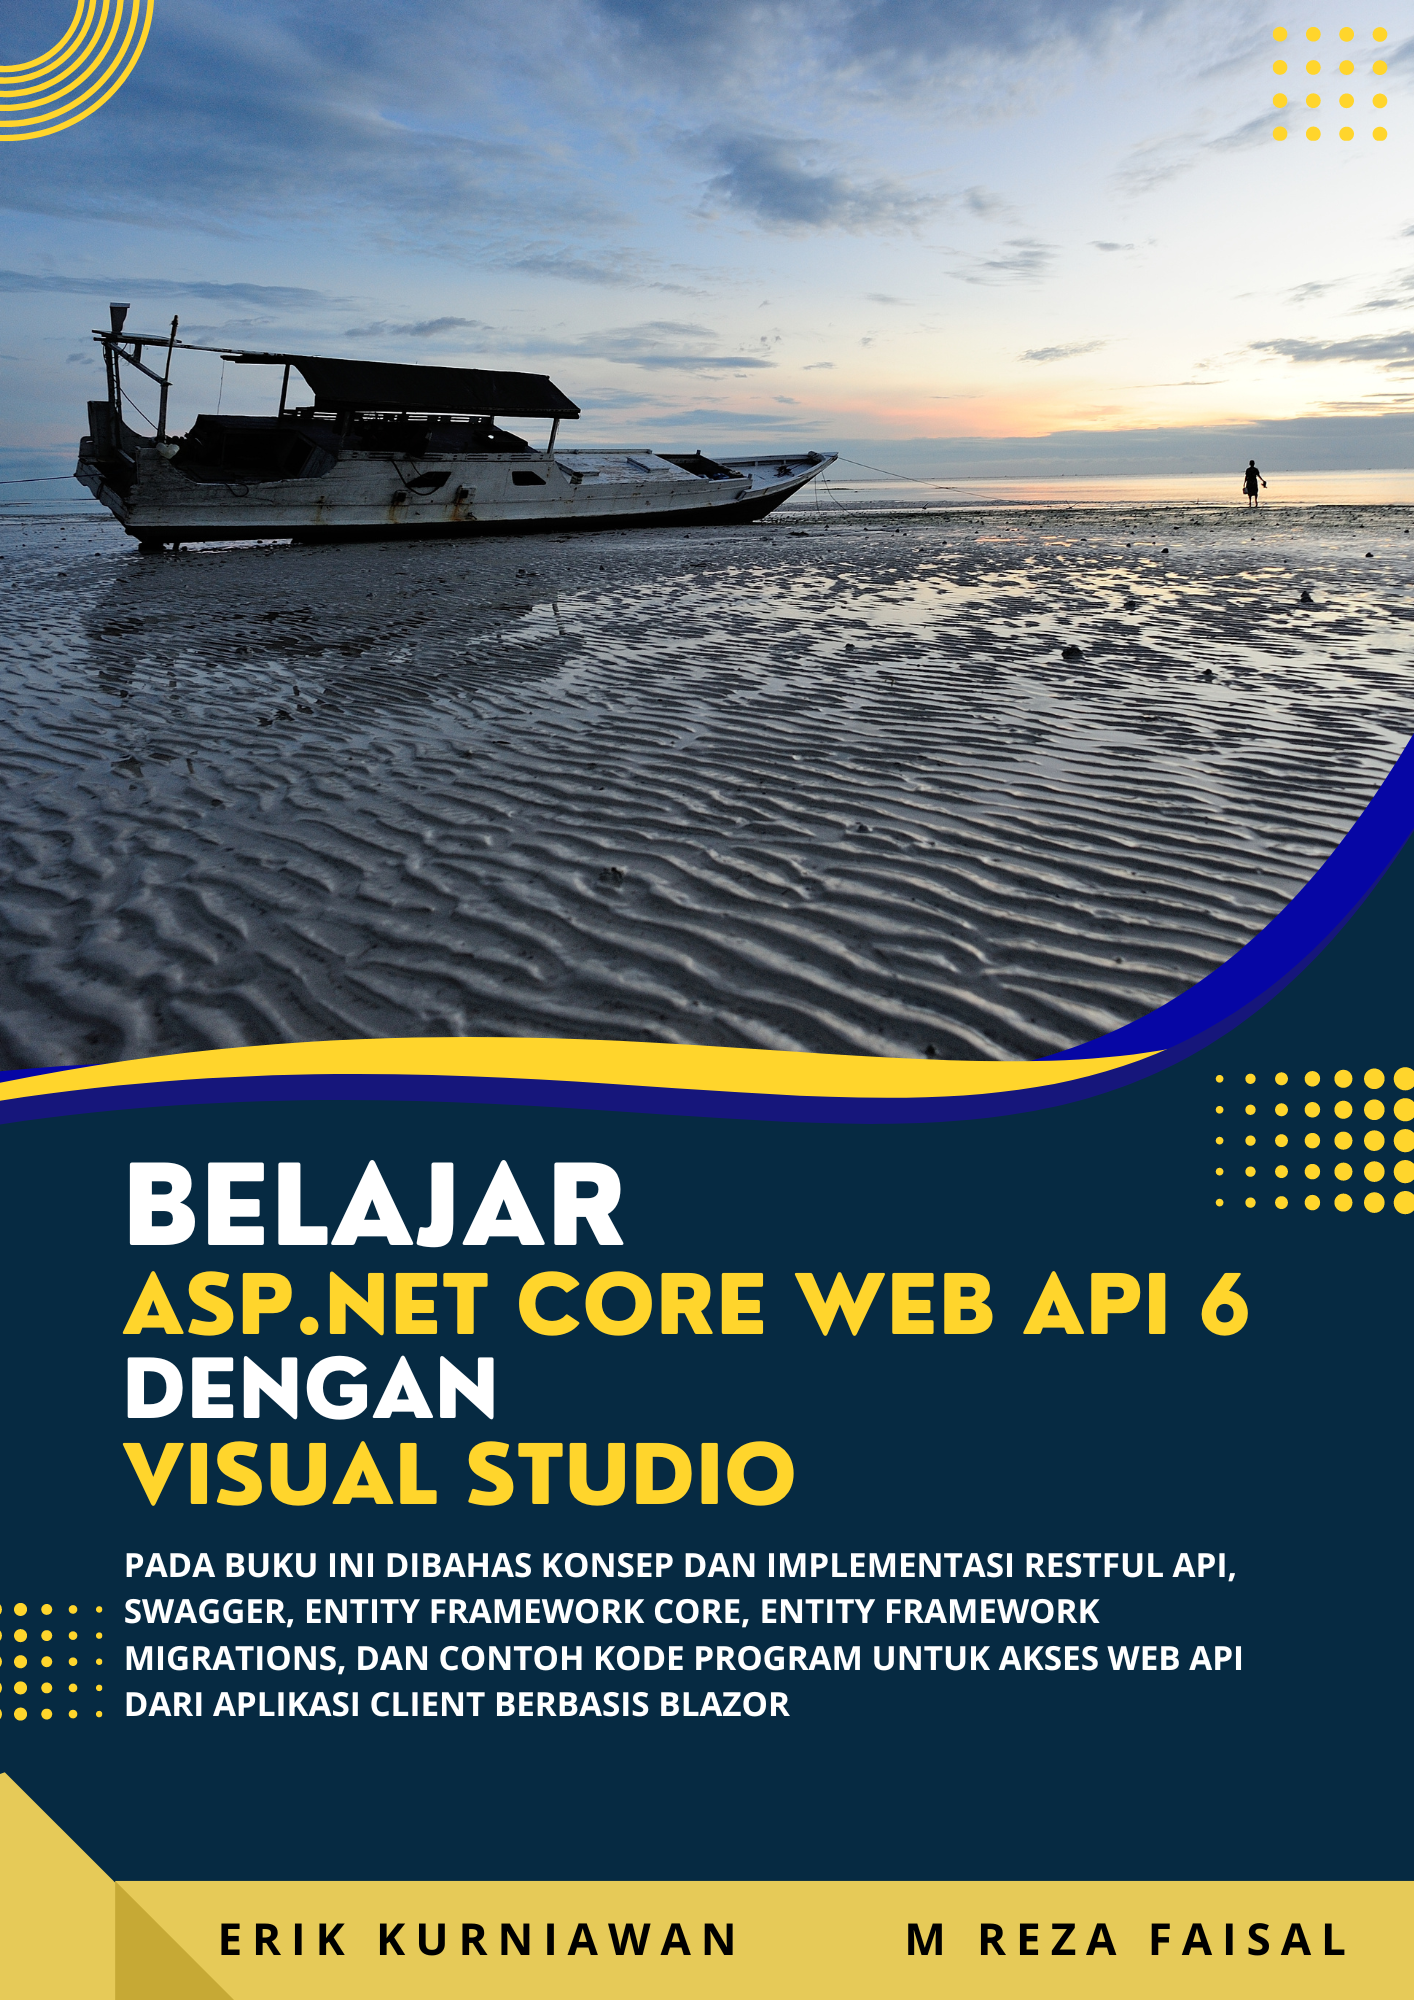 BELAJAR
ASP.NET CORE WEB API 6
DENGAN
VISUAL STUDIO
PADA BUKU INI DIBAHAS KONSEP DAN IMPLEMENTASI RESTFUL API,
SWAGGER, ENTITY FRAMEWORK CORE, ENTITY FRAMEWORK
MIGRATIONS, DAN CONTOH KODE PROGRAM UNTUK AKSES WEB API
DARI APLIKASI CLIENT BERBASIS BLAZOR
ERIK KURNIAWAN M REZA FAISAL